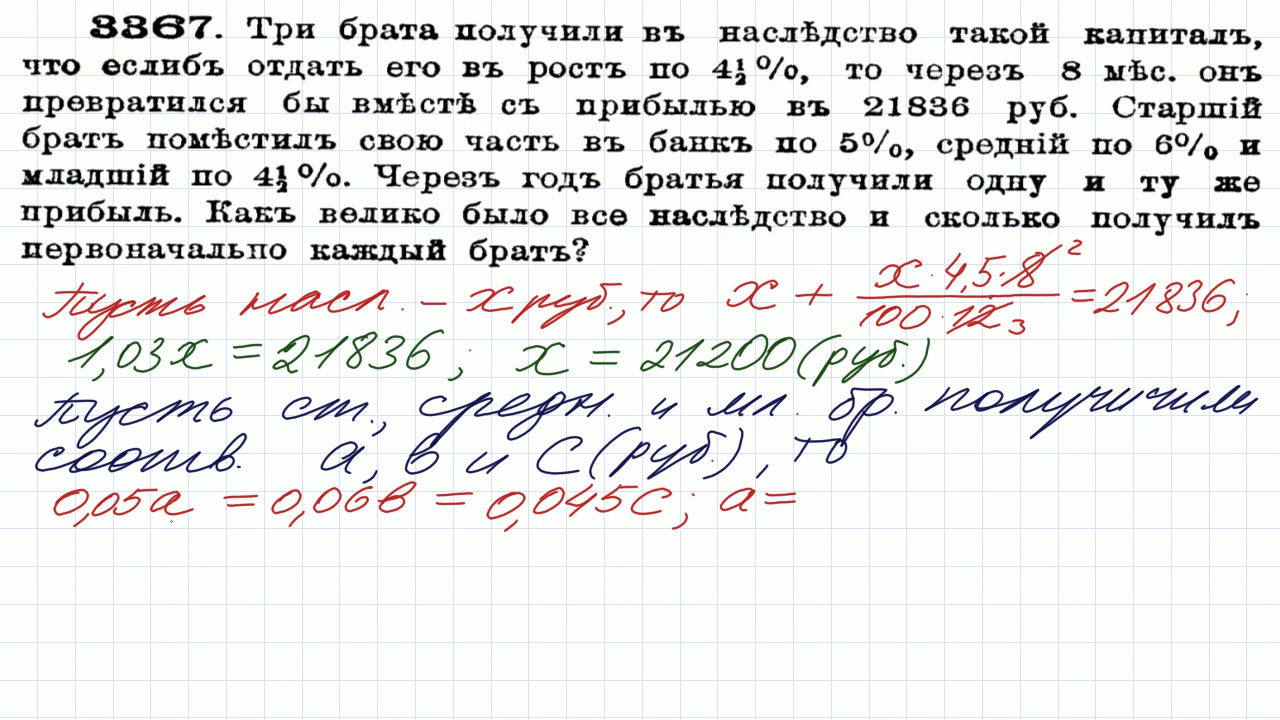 3367. Три брата получили въ наслѣдство такой капиталъ,
что еслибъ отдать его въ ростъ по 4½%, то черезъ 8 мѣс. онъ
превратился бы вмѣстѣ съ прибылью въ 21836 руб. Старшій
братъ помѣстилъ свою часть въ банкъ по 5%, средній по 6% и
младшій по 4½%. Черезъ годъ братья получили одну и ту же
прибыль. Какъ велико было все наслѣдство и сколько получилъ
первоначально каждый братъ?
Пусть насл. – x руб., то x + (x·4,5·8 2)/(100·12 3) = 21836;
1,03x = 21836; x = 21200 (руб.)
Пусть ст., средн. и мл. бр. получили
соотв. a, b и c (руб.), то
0,05a = 0,06b = 0,045c; a =